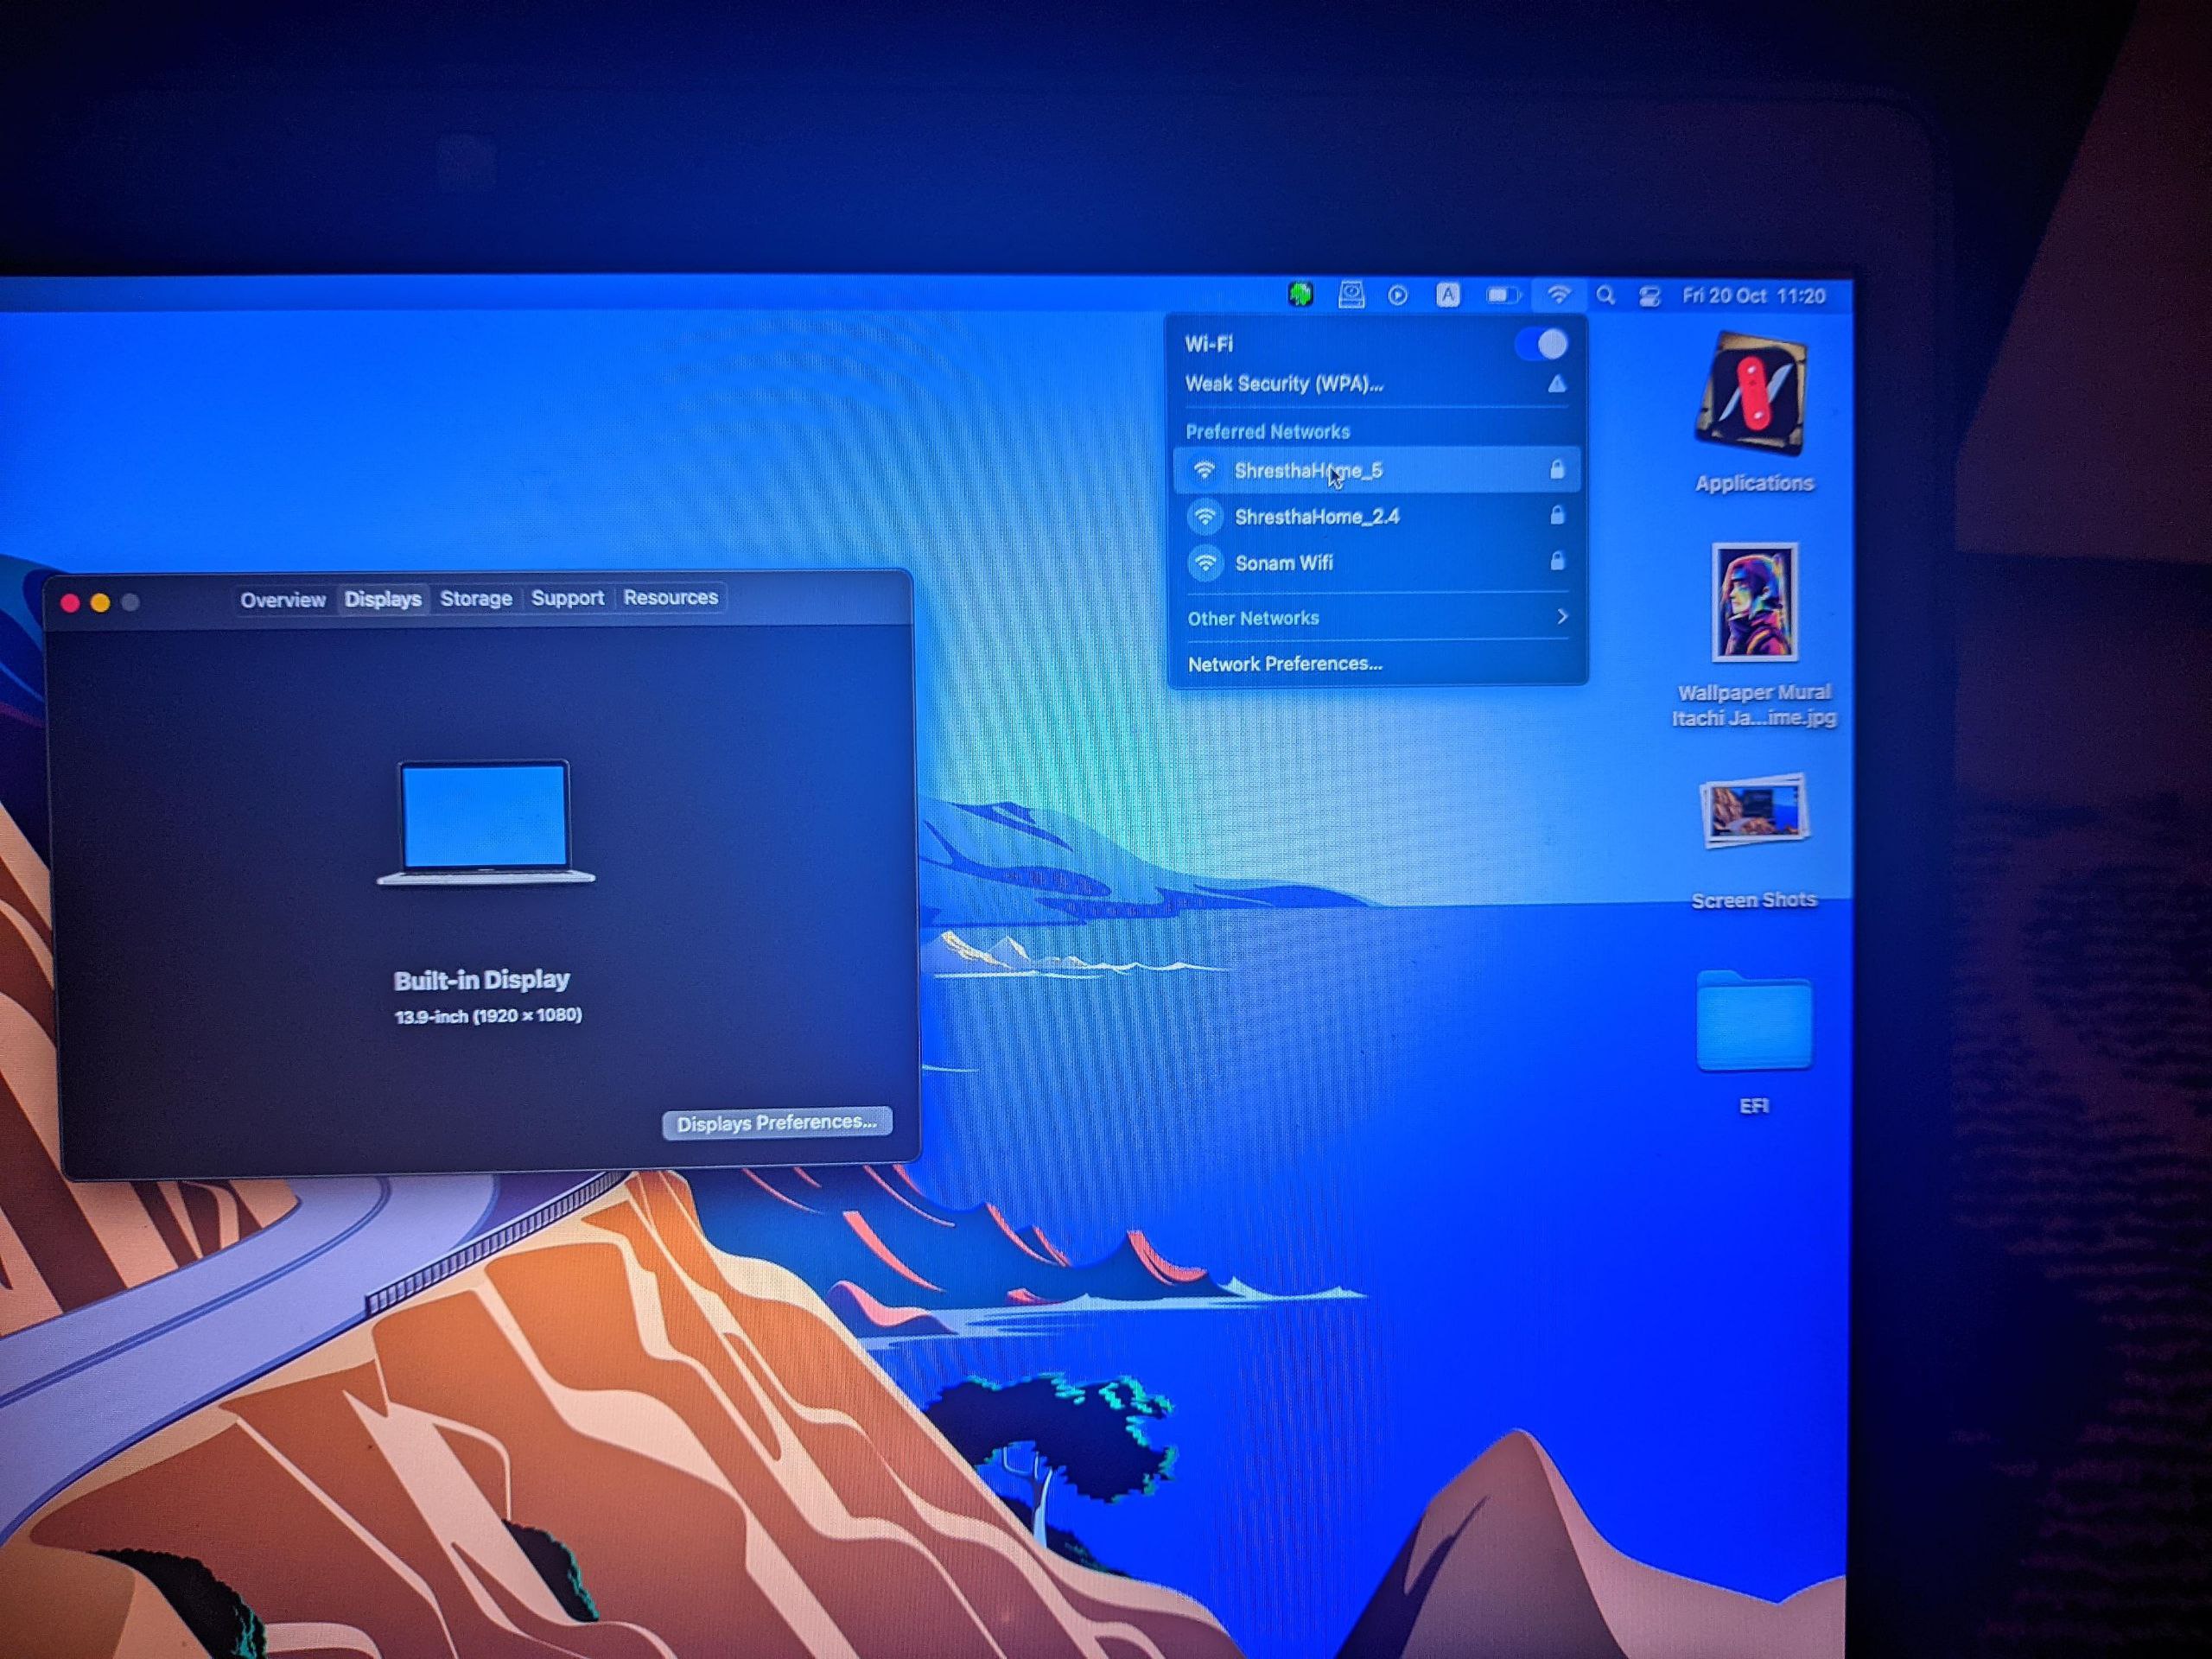 A
Fri 20 Oct 11:20
Wi-Fi
Weak Security (WPA)...
Preferred Networks
ShresthaHome_5
ShresthaHome_2.4
Sonam Wifi
Other Networks
Network Preferences...
Applications
Wallpaper Mural
Itachi Ja...ime.jpg
Screen Shots
EFI
Overview Displays Storage Support Resources
Built-in Display
13.9-inch (1920 × 1080)
Displays Preferences...